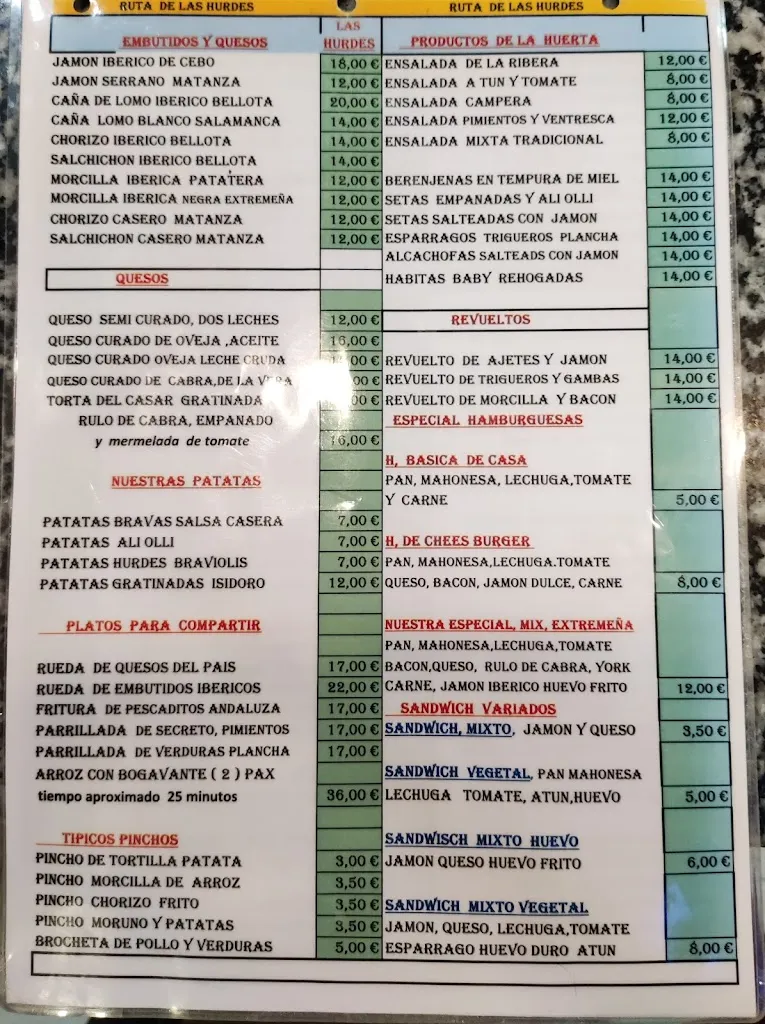 RUTA DE LAS HURDES
EMBUTIDOS Y QUESOS LAS HURDES
JAMON IBERICO DE CEBO 18,00 €
JAMON SERRANO MATANZA 12,00 €
CAÑA DE LOMO IBERICO BELLOTA 20,00 €
CAÑA LOMO BLANCO SALAMANCA 14,00 €
CHORIZO IBERICO BELLOTA 14,00 €
SALCHICHON IBERICO BELLOTA 14,00 €
MORCILLA IBERICA PATATERA 12,00 €
MORCILLA IBERICA NEGRA EXTREMEÑA 12,00 €
CHORIZO CASERO MATANZA 12,00 €
SALCHICHON CASERO MATANZA 12,00 €
QUESOS
QUESO SEMI CURADO, DOS LECHES 12,00 €
QUESO CURADO DE OVEJA ,ACEITE 16,00 €
QUESO CURADO OVEJA LECHE CRUDA ,00 €
QUESO CURADO DE CABRA,DE LA VERA 00 €
TORTA DEL CASAR GRATINADA 00 €
RULO DE CABRA, EMPANADO
y mermelada de tomate 16,00 €
NUESTRAS PATATAS
PATATAS BRAVAS SALSA CASERA 7,00 €
PATATAS ALI OLLI 7,00 €
PATATAS HURDES BRAVIOLIS 7,00 €
PATATAS GRATINADAS ISIDORO 12,00 €
PLATOS PARA COMPARTIR
RUEDA DE QUESOS DEL PAIS 17,00 €
RUEDA DE EMBUTIDOS IBERICOS 22,00 €
FRITURA DE PESCADITOS ANDALUZA 17,00 €
PARRILLADA DE SECRETO, PIMIENTOS 17,00 €
PARRILLADA DE VERDURAS PLANCHA 17,00 €
ARROZ CON BOGAVANTE ( 2 ) PAX
tiempo aproximado 25 minutos 36,00 €
TIPICOS PINCHOS
PINCHO DE TORTILLA PATATA 3,00 €
PINCHO MORCILLA DE ARROZ 3,50 €
PINCHO CHORIZO FRITO 3,50 €
PINCHO MORUNO Y PATATAS 3,50 €
BROCHETA DE POLLO Y VERDURAS 5,00 €
RUTA DE LAS HURDES
PRODUCTOS DE LA HUERTA
ENSALADA DE LA RIBERA 12,00 €
ENSALADA A TUN Y TOMATE 8,00 €
ENSALADA CAMPERA 8,00 €
ENSALADA PIMIENTOS Y VENTRESCA 12,00 €
ENSALADA MIXTA TRADICIONAL 8,00 €
BERENJENAS EN TEMPURA DE MIEL 14,00 €
SETAS EMPANADAS Y ALI OLLI 14,00 €
SETAS SALTEADAS CON JAMON 14,00 €
ESPARRAGOS TRIGUEROS PLANCHA 14,00 €
ALCACHOFAS SALTEADS CON JAMON 14,00 €
HABITAS BABY REHOGADAS 14,00 €
REVUELTOS
REVUELTO DE AJETES Y JAMON 14,00 €
REVUELTO DE TRIGUEROS Y GAMBAS 14,00 €
REVUELTO DE MORCILLA Y BACON 14,00 €
ESPECIAL HAMBURGUESAS
H, BASICA DE CASA
PAN, MAHONESA, LECHUGA,TOMATE
Y CARNE 5,00 €
H, DE CHEES BURGER
PAN, MAHONESA,LECHUGA.TOMATE
QUESO, BACON, JAMON DULCE, CARNE 8,00 €
NUESTRA ESPECIAL, MIX, EXTREMEÑA
PAN, MAHONESA,LECHUGA,TOMATE
BACON,QUESO, RULO DE CABRA, YORK
CARNE, JAMON IBERICO HUEVO FRITO 12,00 €
SANDWICH VARIADOS
SANDWICH, MIXTO, JAMON Y QUESO 3,50 €
SANDWICH VEGETAL, PAN MAHONESA
LECHUGA TOMATE, ATUN,HUEVO 5,00 €
SANDWISCH MIXTO HUEVO
JAMON QUESO HUEVO FRITO 6,00 €
SANDWICH MIXTO VEGETAL
JAMON, QUESO, LECHUGA,TOMATE
ESPARRAGO HUEVO DURO ATUN 8,00 €